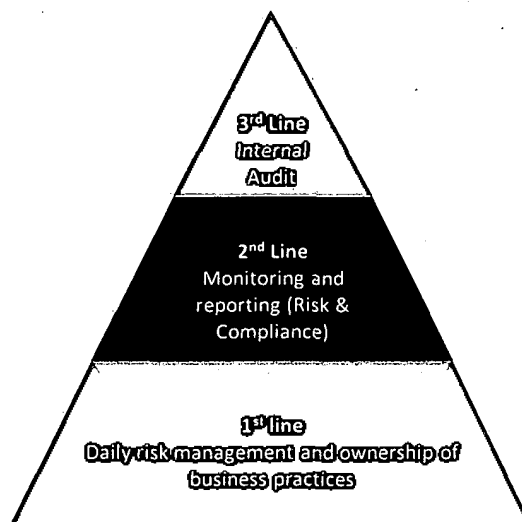 3rd Line
Internal
Audit
2nd Line
Monitoring and
reporting (Risk &
Compliance)
1st line
Daily risk management and ownership of
business practices